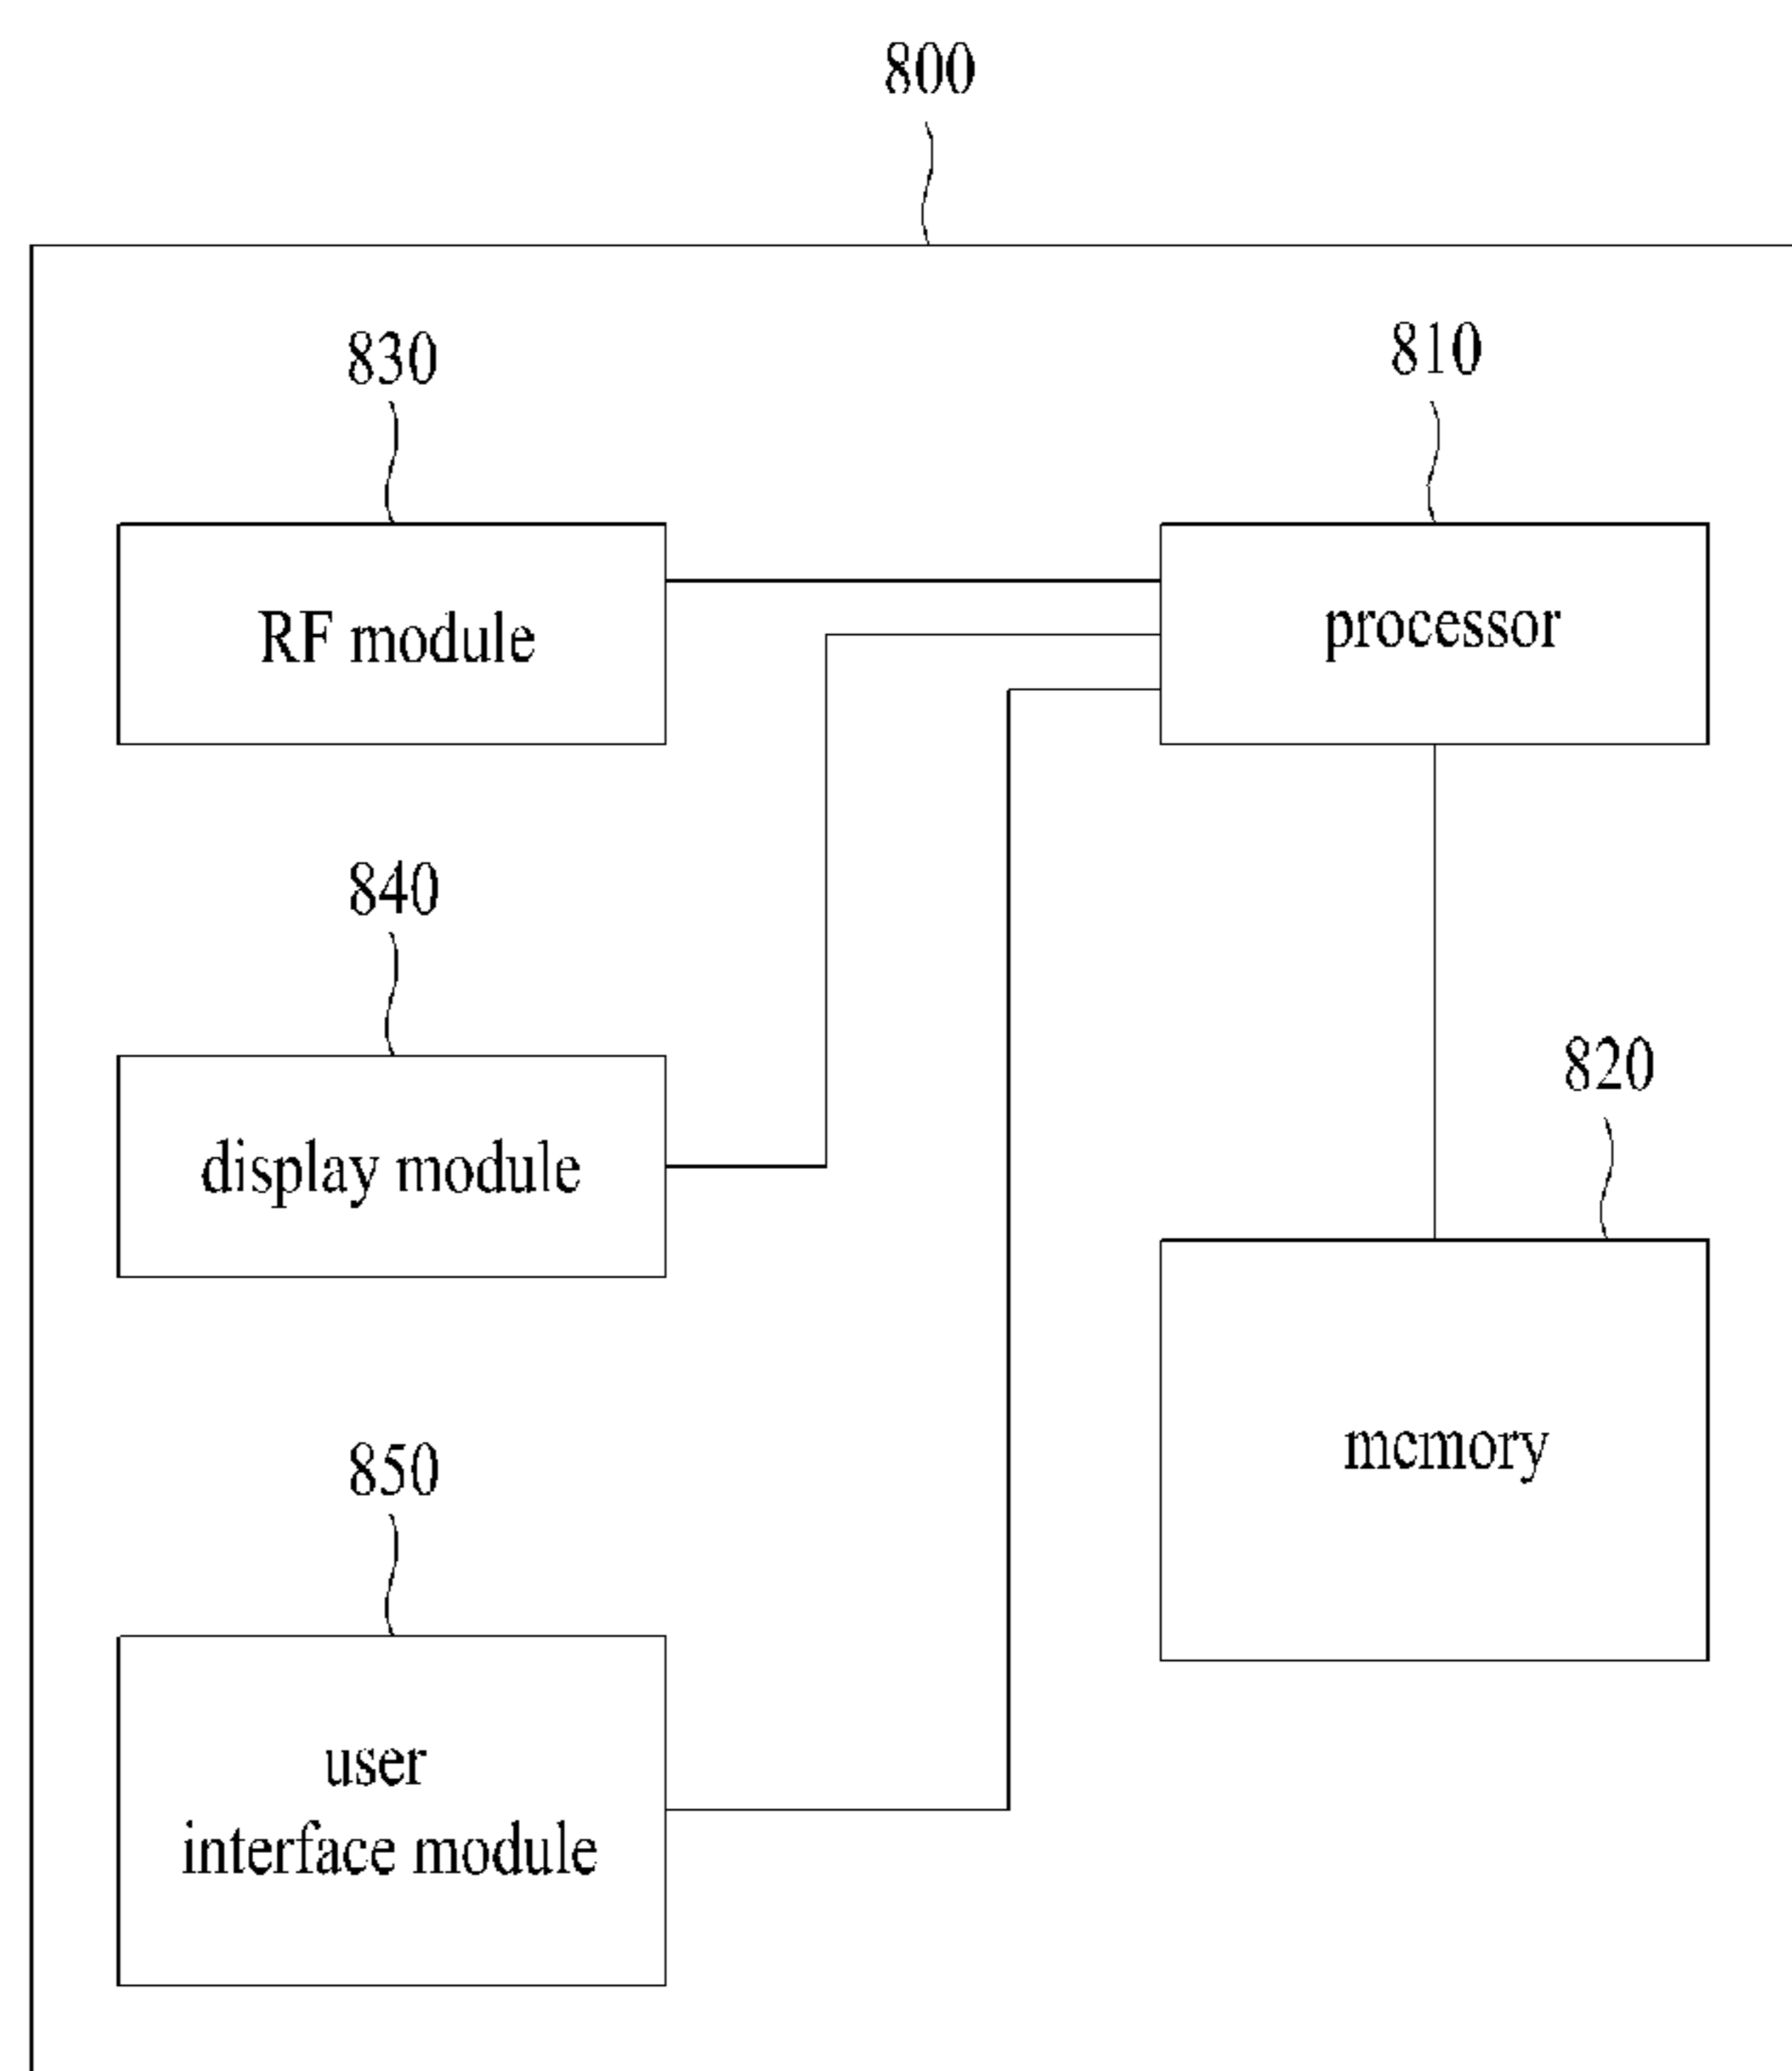 800
830
810
RF module
processor
840
820
display module
memory
850
user
interface module